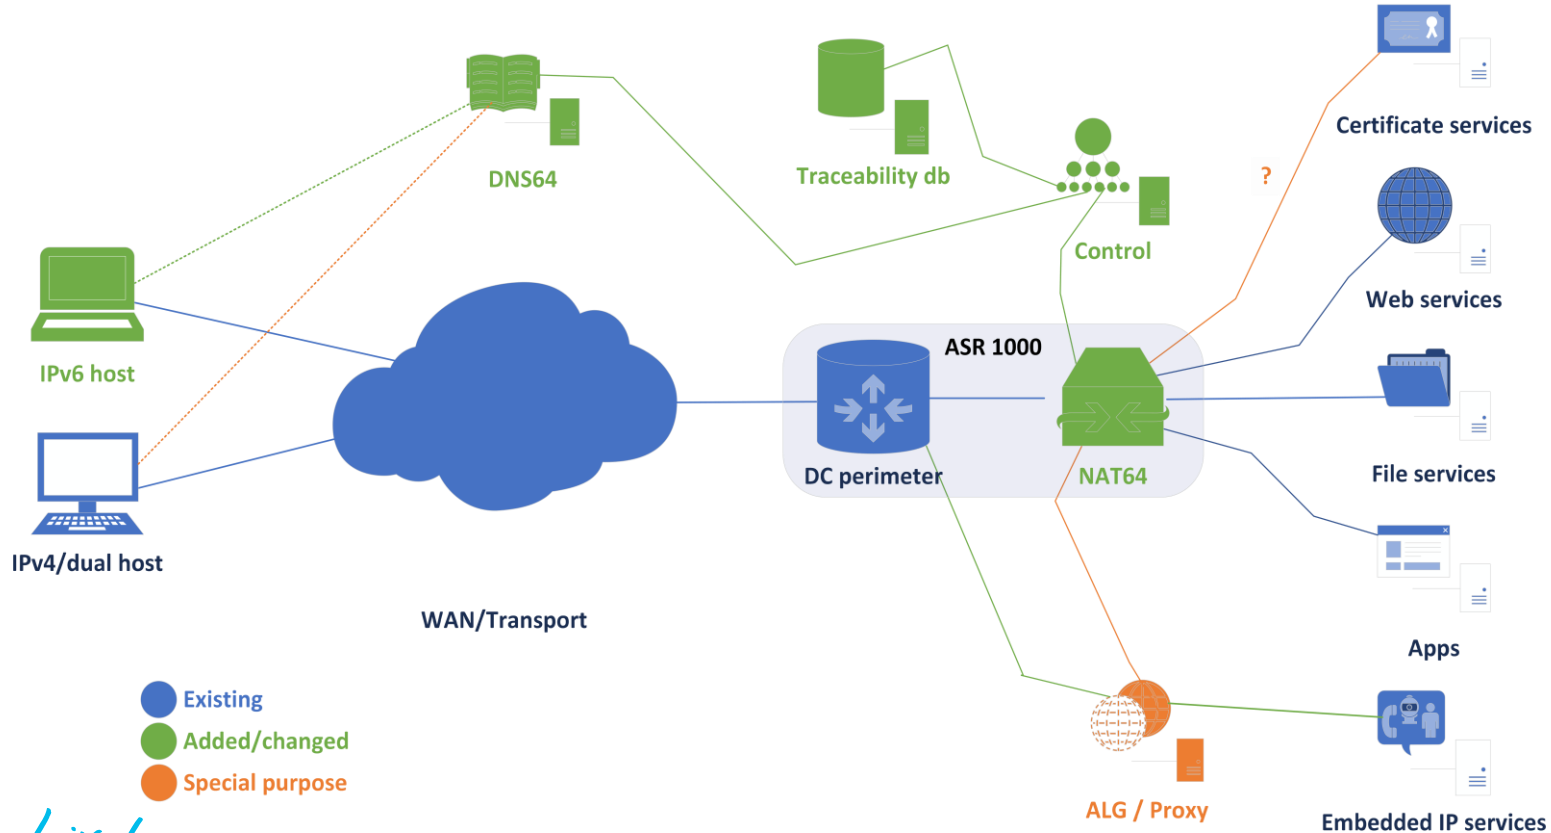 Certificate services
DNS64
Traceability db
?
Control
Web services
IPv6 host
ASR 1000
DC perimeter
NAT64
File services
IPv4/dual host
WAN/Transport
Apps
Existing
Added/changed
Special purpose
ALG / Proxy
Embedded IP services